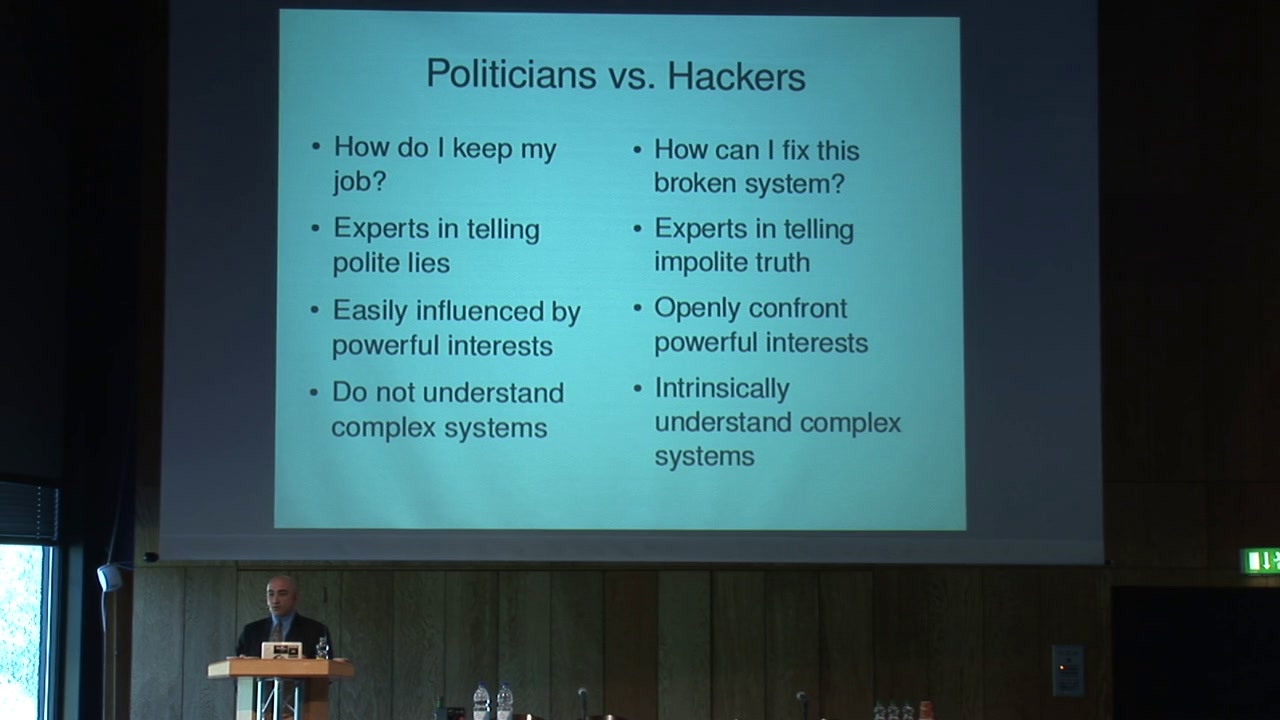 Politicians vs. Hackers
• How do I keep my
job?
• Experts in telling
polite lies
• Easily influenced by
powerful interests
• Do not understand
complex systems
• How can I fix this
broken system?
• Experts in telling
impolite truth
• Openly confront
powerful interests
• Intrinsically
understand complex
systems